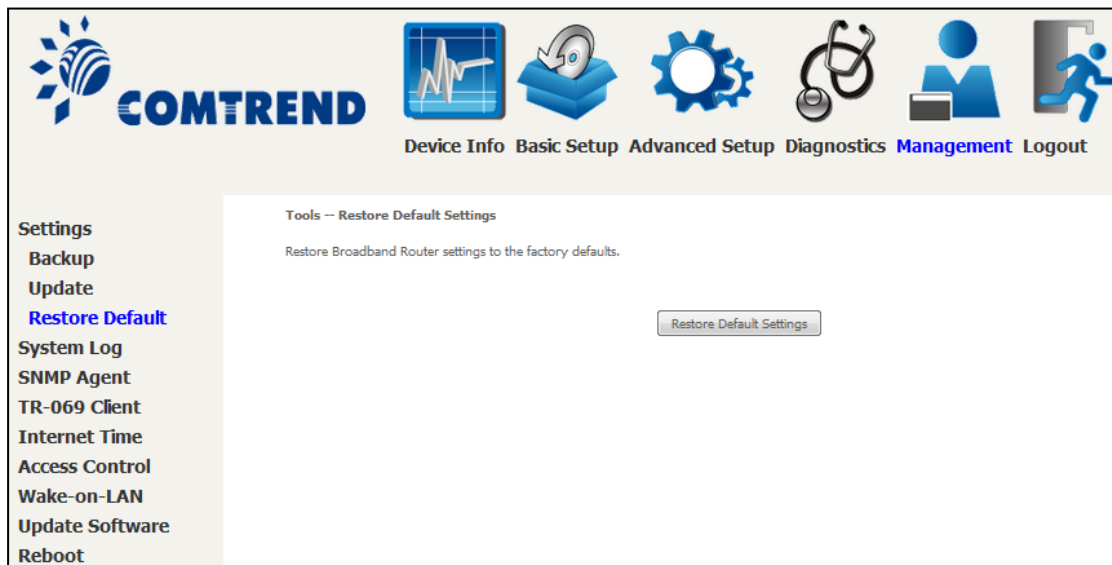 COMTREND
Device Info Basic Setup Advanced Setup Diagnostics Management Logout
Settings
Backup
Update
Restore Default
System Log
SNMP Agent
TR-069 Client
Internet Time
Access Control
Wake-on-LAN
Update Software
Reboot
Tools -- Restore Default Settings
Restore Broadband Router settings to the factory defaults.
Restore Default Settings